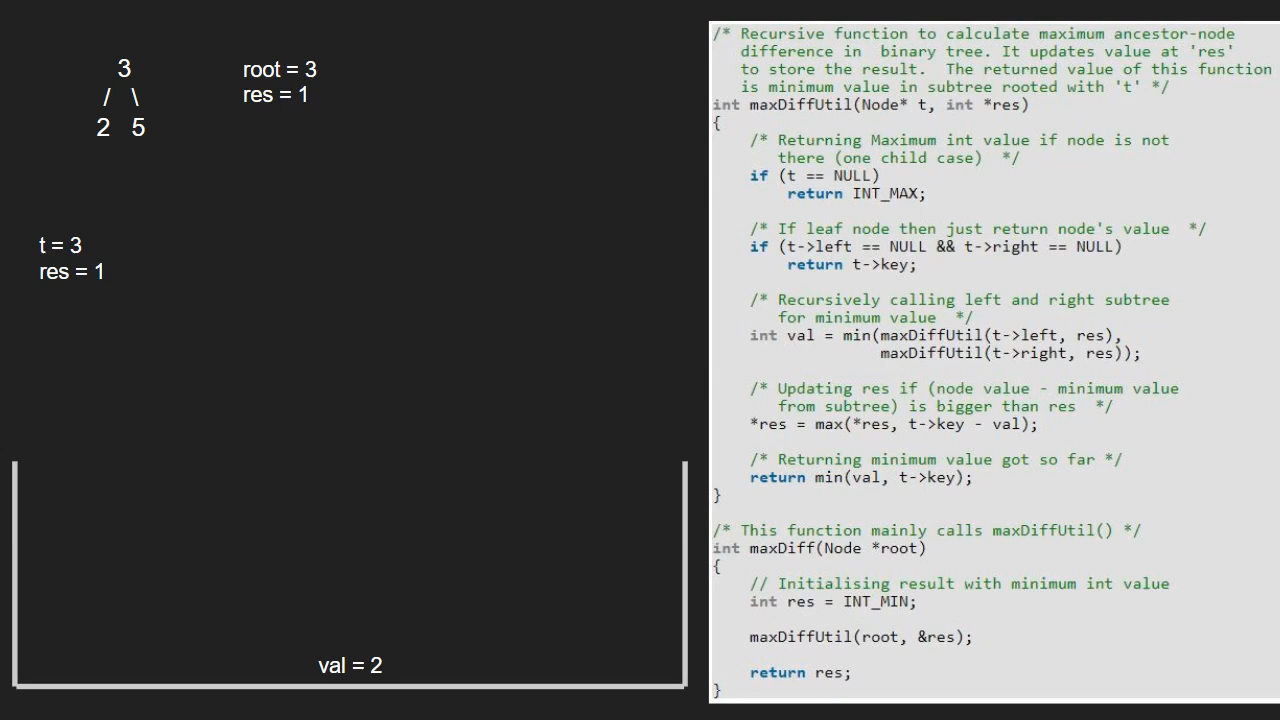 3
/ \
2 5
root = 3
res = 1
t = 3
res = 1
val = 2
/* Recursive function to calculate maximum ancestor-node
difference in  binary tree. It updates value at 'res'
to store the result.  The returned value of this function
is minimum value in subtree rooted with 't' */
int maxDiffUtil(Node* t, int *res)
{
/* Returning Maximum int value if node is not
there (one child case)  */
if (t == NULL)
return INT_MAX;
/* If leaf node then just return node's value  */
if (t->left == NULL && t->right == NULL)
return t->key;
/* Recursively calling left and right subtree
for minimum value  */
int val = min(maxDiffUtil(t->left, res),
maxDiffUtil(t->right, res));
/* Updating res if (node value - minimum value
from subtree) is bigger than res  */
*res = max(*res, t->key - val);
/* Returning minimum value got so far */
return min(val, t->key);
}
/* This function mainly calls maxDiffUtil() */
int maxDiff(Node *root)
{
// Initialising result with minimum int value
int res = INT_MIN;
maxDiffUtil(root, &res);
return res;
}